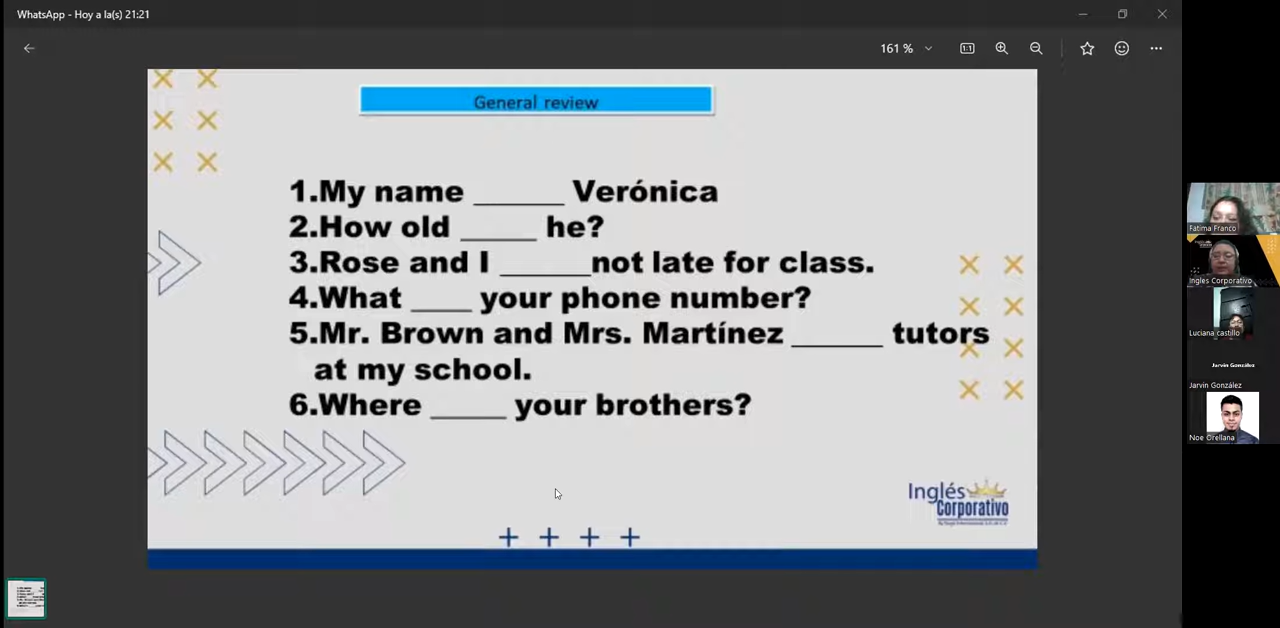 WhatsApp - Hoy a la(s) 21:21
161 %
General review
1.My name ______ Verónica
2.How old _____ he?
3.Rose and I ______not late for class.
4.What ____ your phone number?
5.Mr. Brown and Mrs. Martínez ______ tutors
at my school.
6.Where _____ your brothers?
Inglés
Corporativo
Fatima Franco
Ingles Corporativo
Luciana castillo
Jarvin González
Jarvin González
Noe Orellana